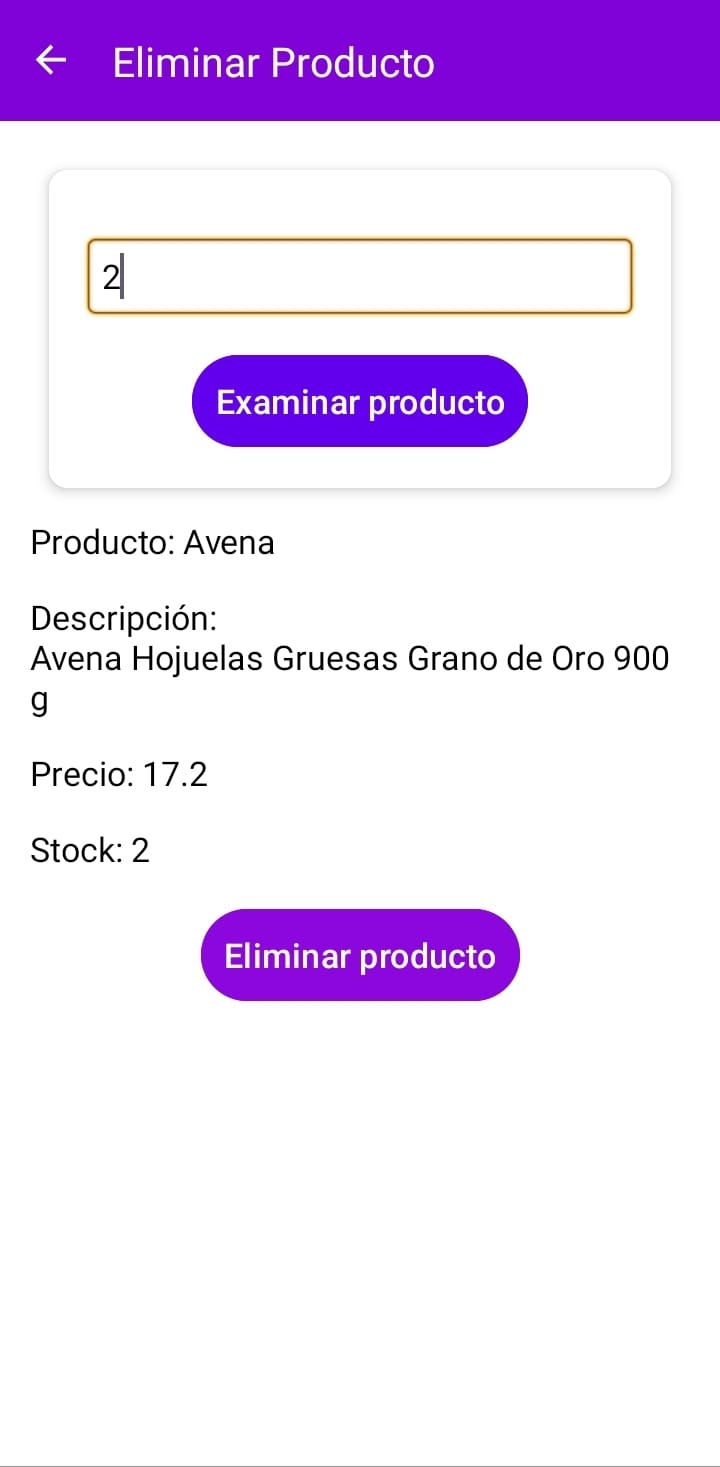 Eliminar Producto
2
Examinar producto
Producto: Avena
Descripción:
Avena Hojuelas Gruesas Grano de Oro 900
g
Precio: 17.2
Stock: 2
Eliminar producto